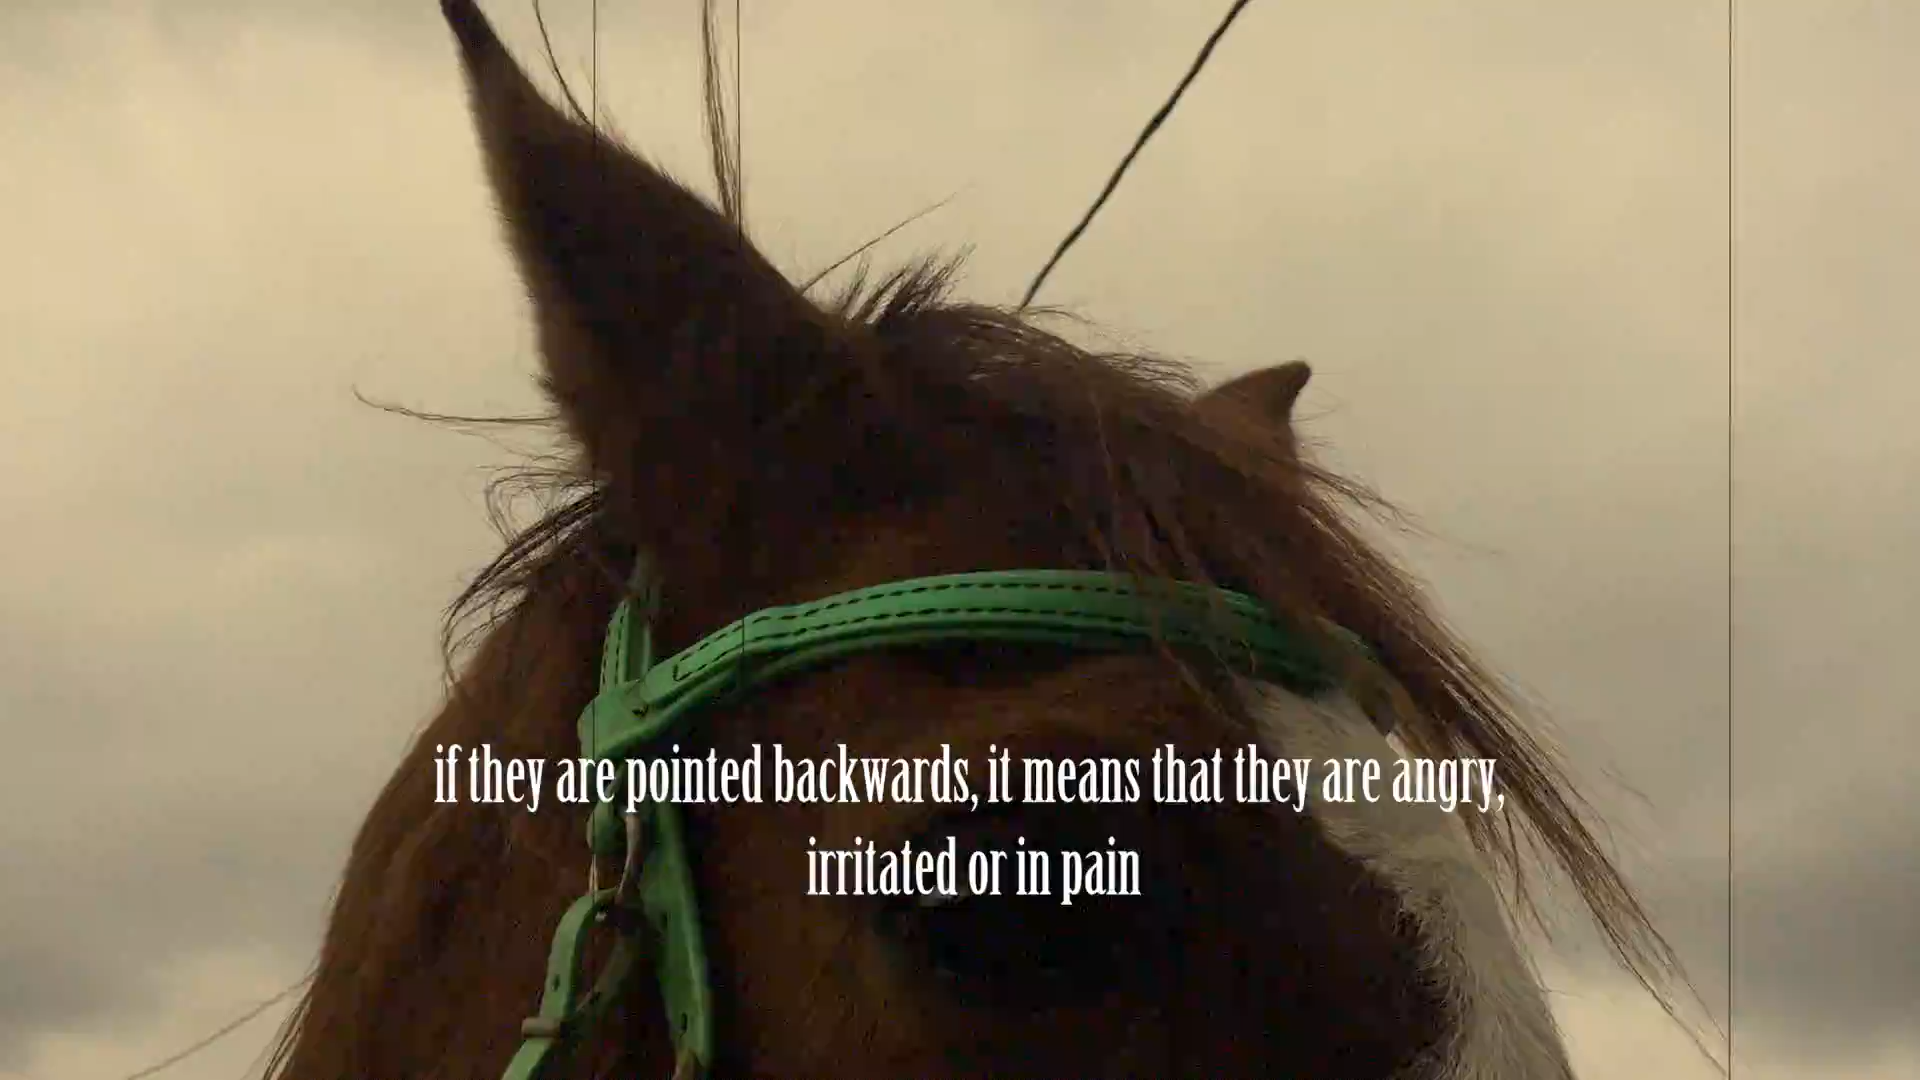 if they are pointed backwards, it means that they are angry,
irritated or in pain